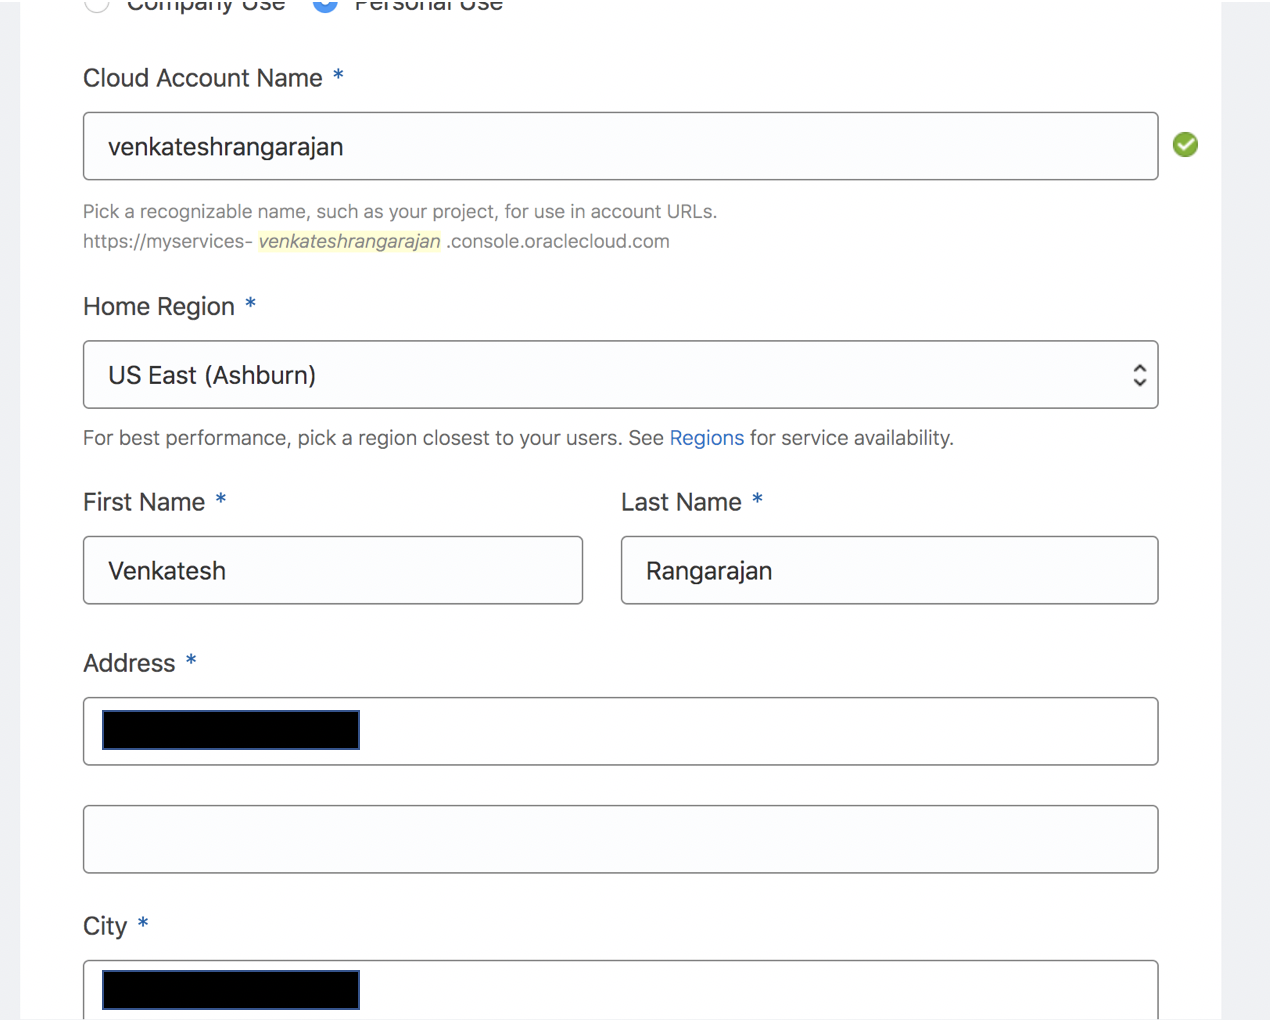 Company Use Personal Use
Cloud Account Name *
venkateshrangarajan
Pick a recognizable name, such as your project, for use in account URLs.
https://myservices- venkateshrangarajan .console.oraclecloud.com
Home Region *
US East (Ashburn)
For best performance, pick a region closest to your users. See Regions for service availability.
First Name * Last Name *
Venkatesh Rangarajan
Address *
City *